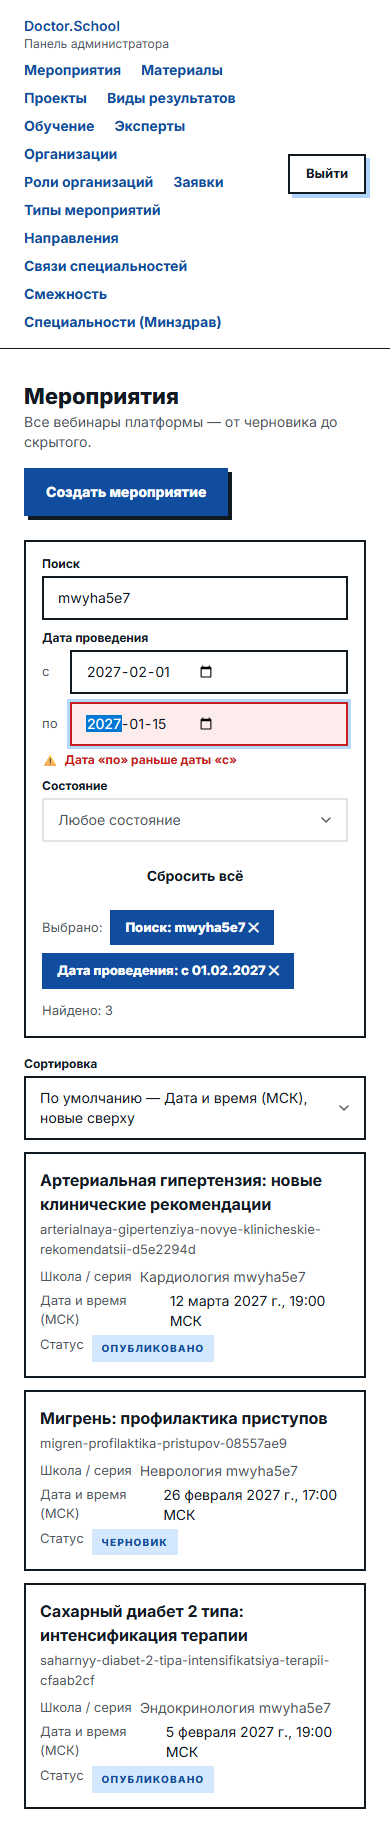 Doctor.School
Панель администратора
Мероприятия Материалы
Проекты Виды результатов
Обучение Эксперты
Организации
Роли организаций Заявки
Типы мероприятий
Направления
Связи специальностей
Смежность
Специальности (Минздрав)
Выйти
Мероприятия
Все вебинары платформы — от черновика до
скрытого.
Создать мероприятие
Поиск
mwyha5e7
Дата проведения
с 2027-02-01
по 2027-01-15
Дата «по» раньше даты «с»
Состояние
Любое состояние
Сбросить всё
Выбрано: Поиск: mwyha5e7 ✕
Дата проведения: с 01.02.2027 ✕
Найдено: 3
Сортировка
По умолчанию — Дата и время (МСК),
новые сверху
Артериальная гипертензия: новые
клинические рекомендации
arterialnaya-gipertenziya-novye-klinicheskie-
rekomendatsii-d5e2294d
Школа / серия Кардиология mwyha5e7
Дата и время
(МСК)
12 марта 2027 г., 19:00
МСК
Статус ОПУБЛИКОВАНО
Мигрень: профилактика приступов
migren-profilaktika-pristupov-08557ae9
Школа / серия Неврология mwyha5e7
Дата и время
(МСК)
26 февраля 2027 г., 17:00
МСК
Статус ЧЕРНОВИК
Сахарный диабет 2 типа:
интенсификация терапии
saharnyy-diabet-2-tipa-intensifikatsiya-terapii-
cfaab2cf
Школа / серия Эндокринология mwyha5e7
Дата и время
(МСК)
5 февраля 2027 г., 19:00
МСК
Статус ОПУБЛИКОВАНО